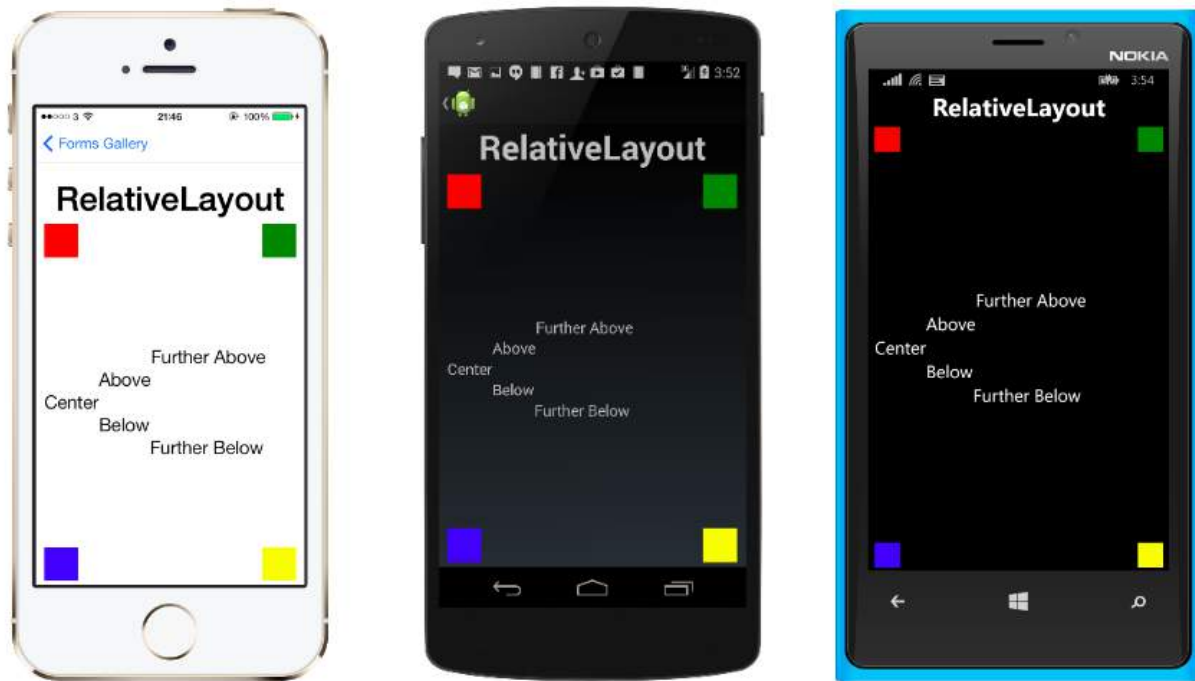 ●●○○○ 3 21:46 100%
Forms Gallery
RelativeLayout
Further Above
Above
Center
Below
Further Below
3:52
RelativeLayout
Further Above
Above
Center
Below
Further Below
NOKIA
3:54
RelativeLayout
Further Above
Above
Center
Below
Further Below